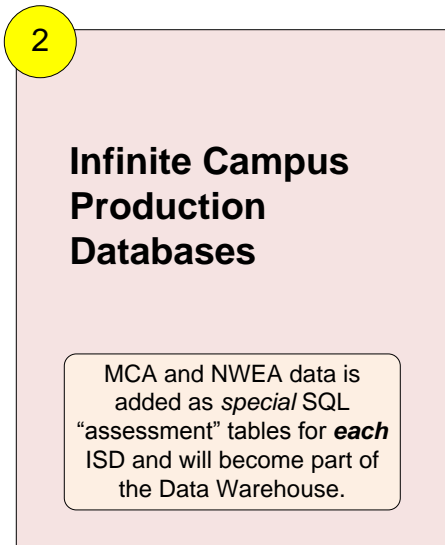 2
Infinite Campus
Production
Databases
MCA and NWEA data is
added as special SQL
“assessment” tables for each
ISD and will become part of
the Data Warehouse.